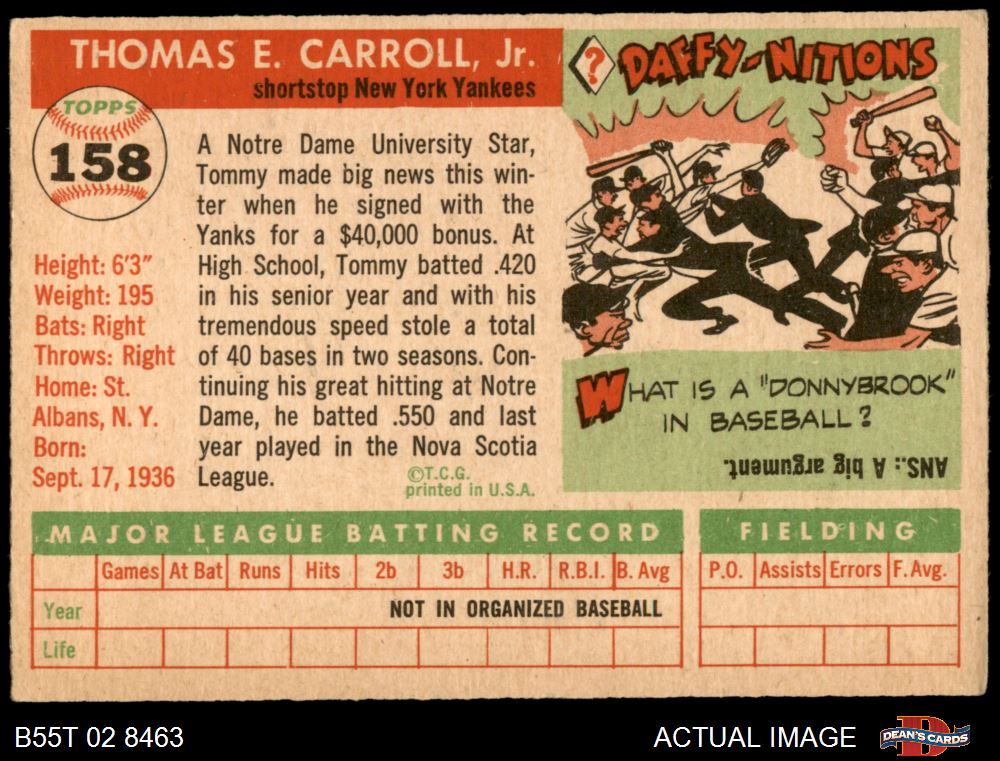 THOMAS E. CARROLL, Jr.
shortstop New York Yankees
TOPPS
158
A Notre Dame University Star,
Tommy made big news this win-
ter when he signed with the
Yanks for a $40,000 bonus. At
High School, Tommy batted .420
in his senior year and with his
tremendous speed stole a total
of 40 bases in two seasons. Con-
tinuing his great hitting at Notre
Dame, he batted .550 and last
year played in the Nova Scotia
League.
©T.C.G.
printed in U.S.A.
Height: 6'3"
Weight: 195
Bats: Right
Throws: Right
Home: St.
Albans, N. Y.
Born:
Sept. 17, 1936
?
DAFFY-NITIONS
WHAT IS A "DONNYBROOK"
IN BASEBALL?
ANS.: A big argument.
MAJOR LEAGUE BATTING RECORD
Games At Bat Runs Hits 2b 3b H.R. R.B.I. B. Avg
Year NOT IN ORGANIZED BASEBALL
Life
FIELDING
P.O. Assists Errors F. Avg.
B55T 02 8463
ACTUAL IMAGE
D
DEAN'S CARDS